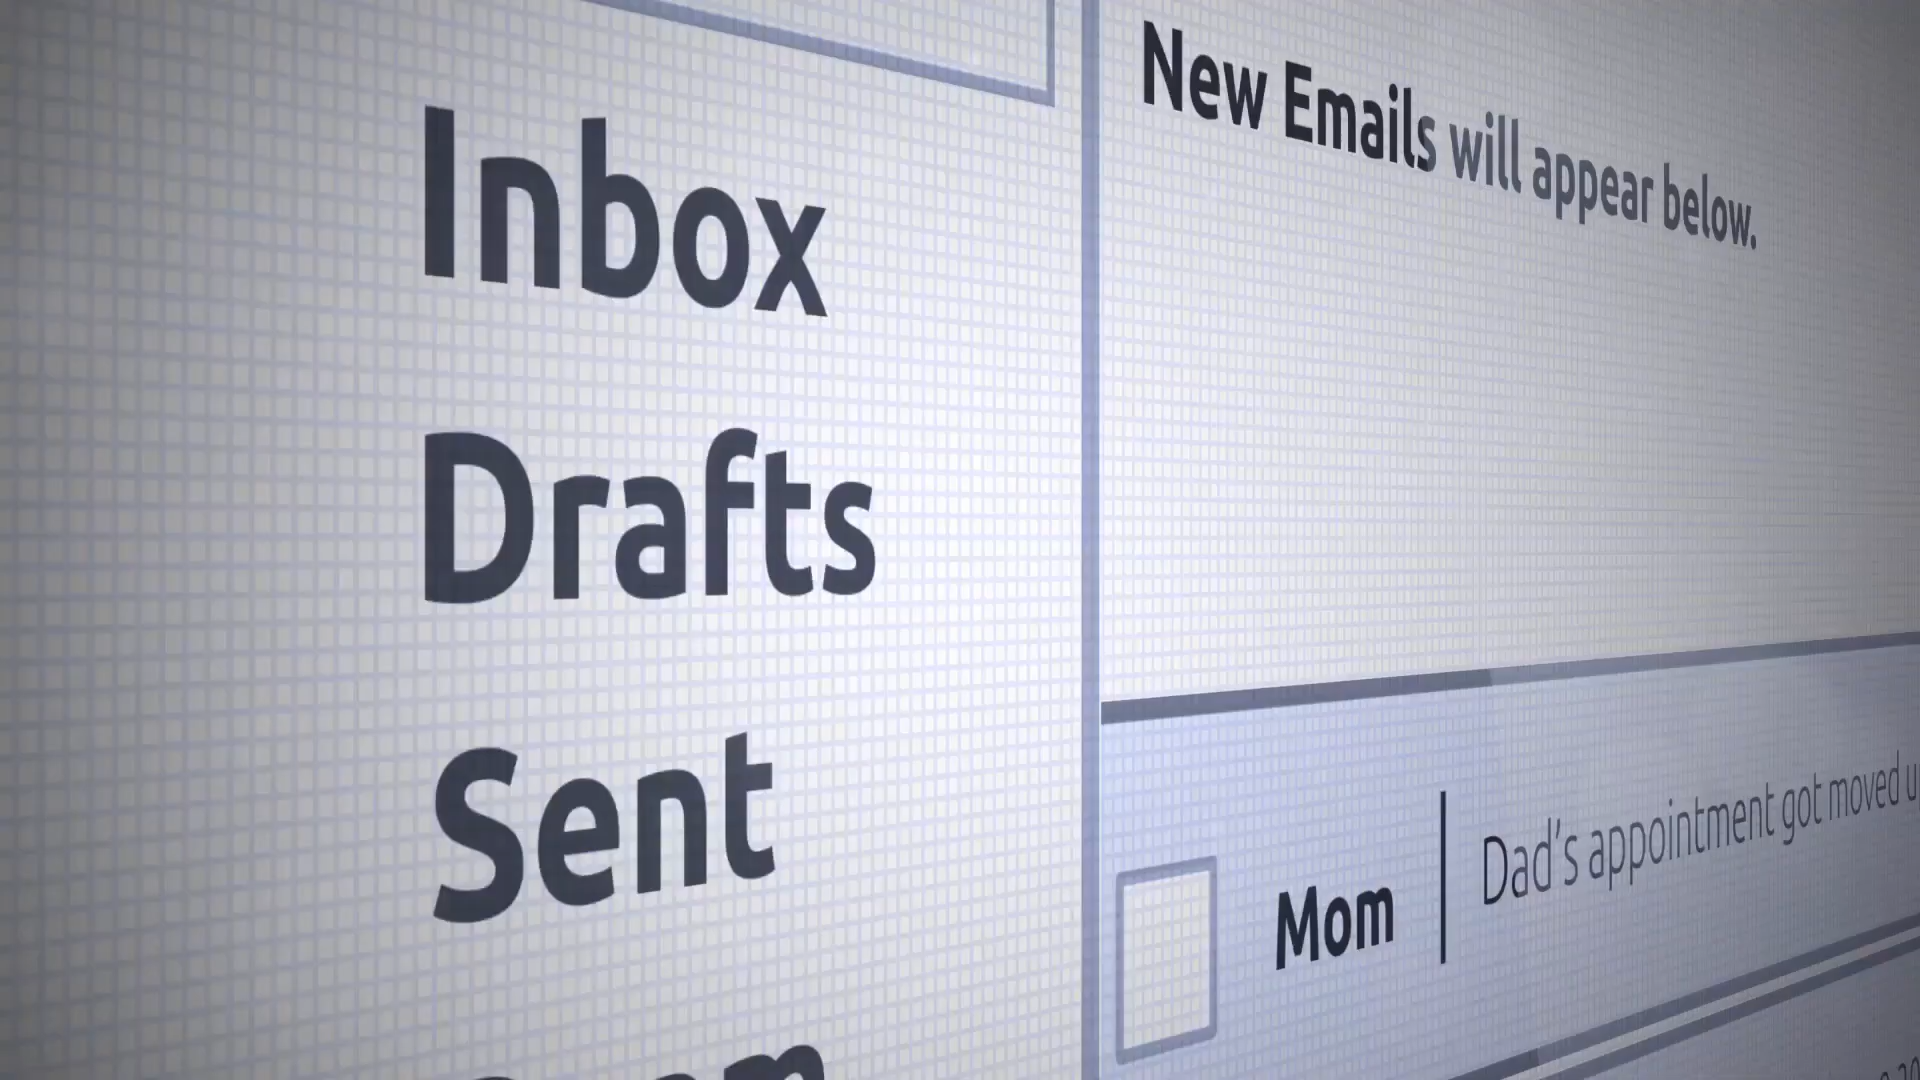 Inbox
Drafts
Sent
New Emails will appear below.
Mom
Dad's appointment got moved